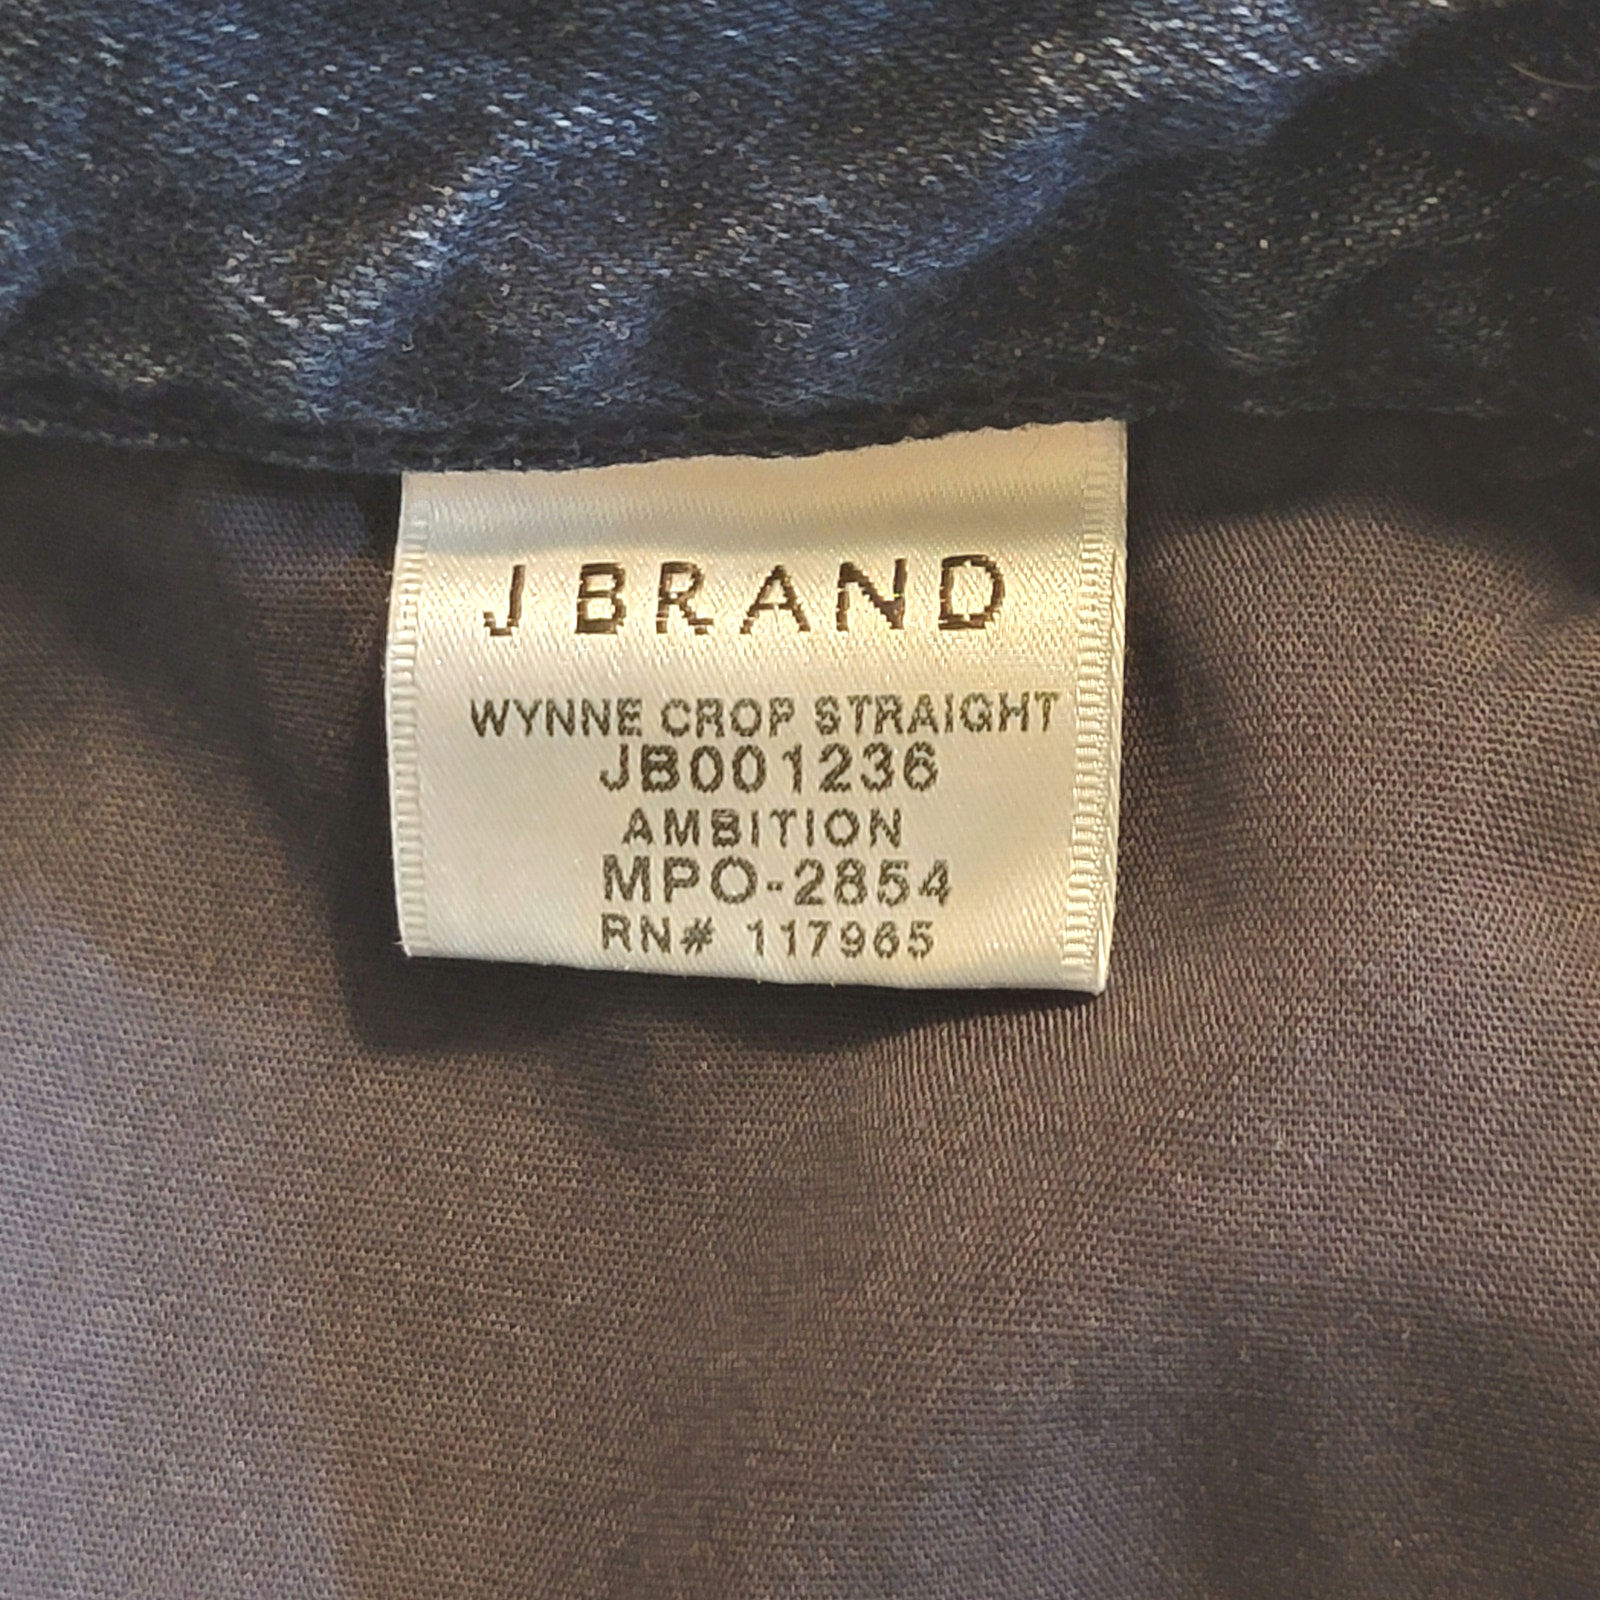 J BRAND
WYNNE CROP STRAIGHT
JB001236
AMBITION
MPO-2854
RN# 117965